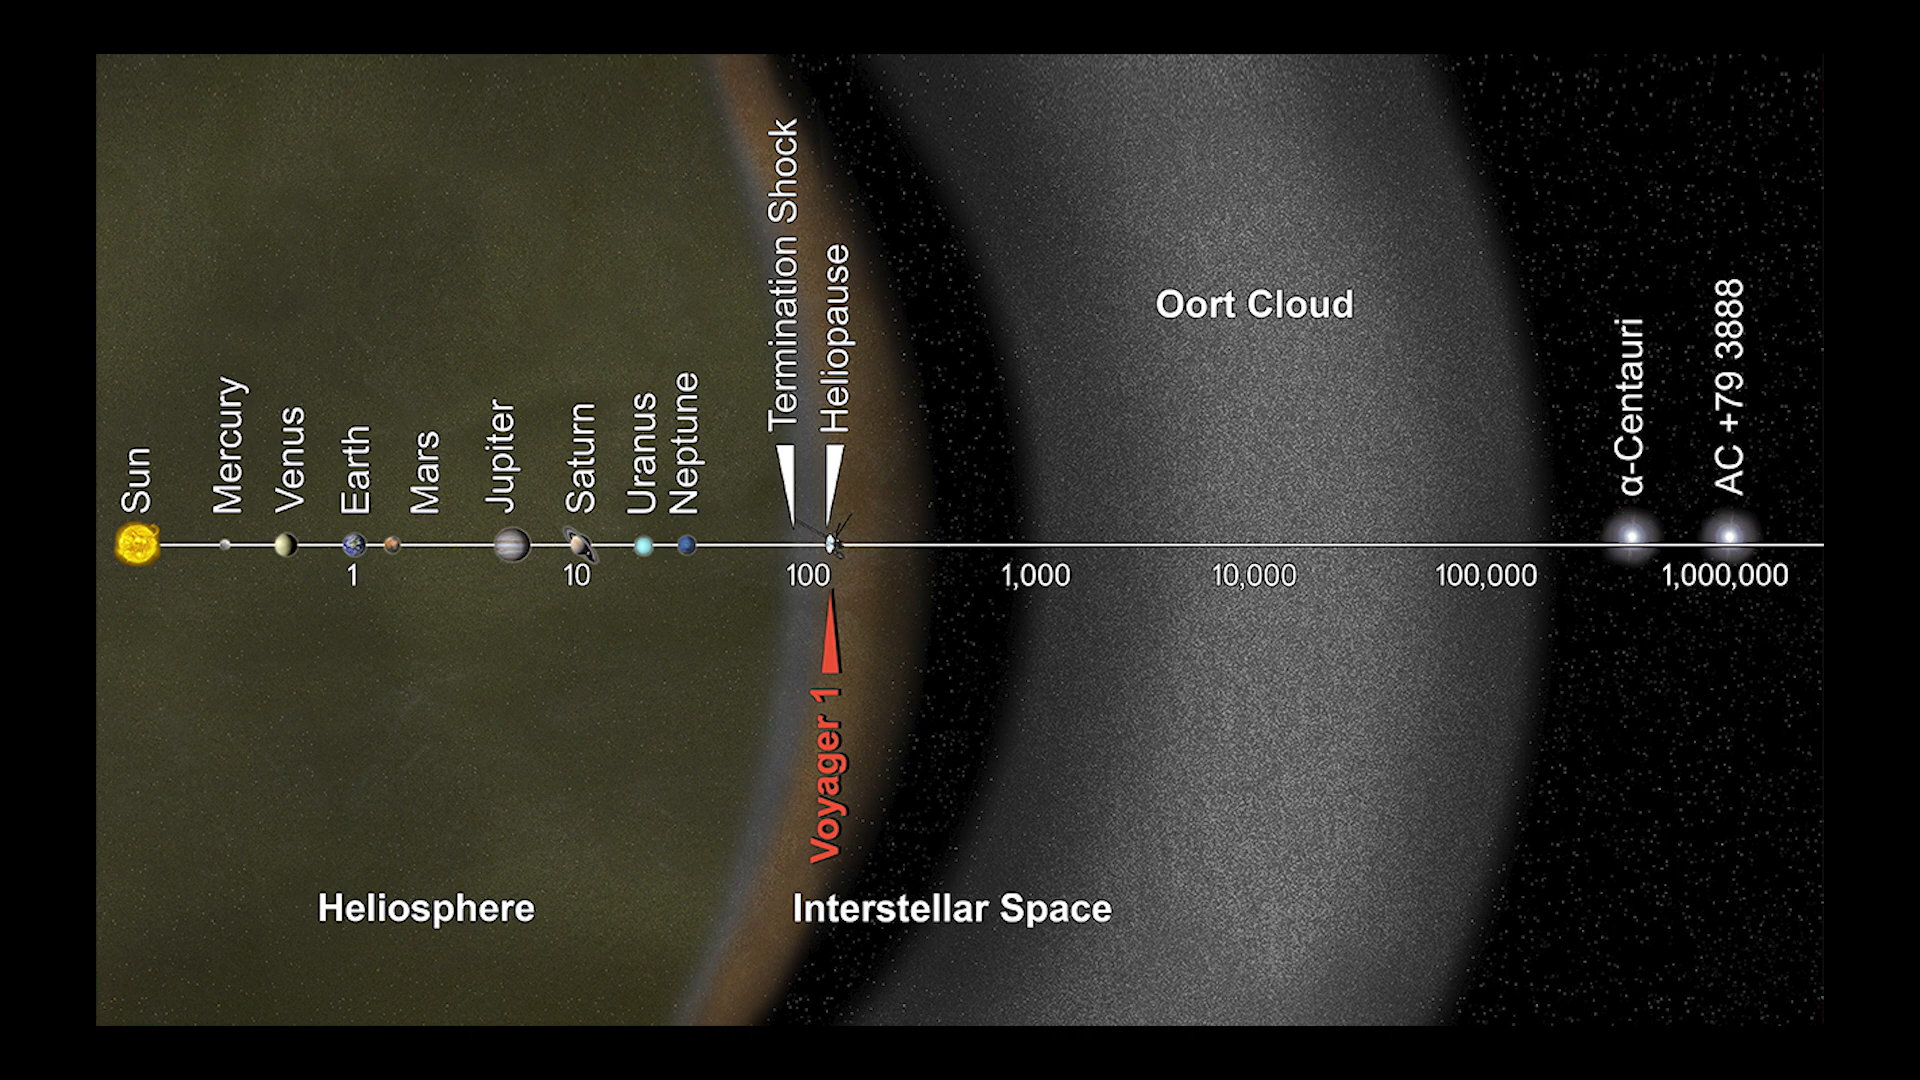 Sun
Mercury
Venus
Earth
Mars
Jupiter
Saturn
Uranus
Neptune
Termination Shock
Heliopause
Oort Cloud
α-Centauri
AC +79 3888
1
10
100
1,000
10,000
100,000
1,000,000
Voyager 1
Heliosphere
Interstellar Space